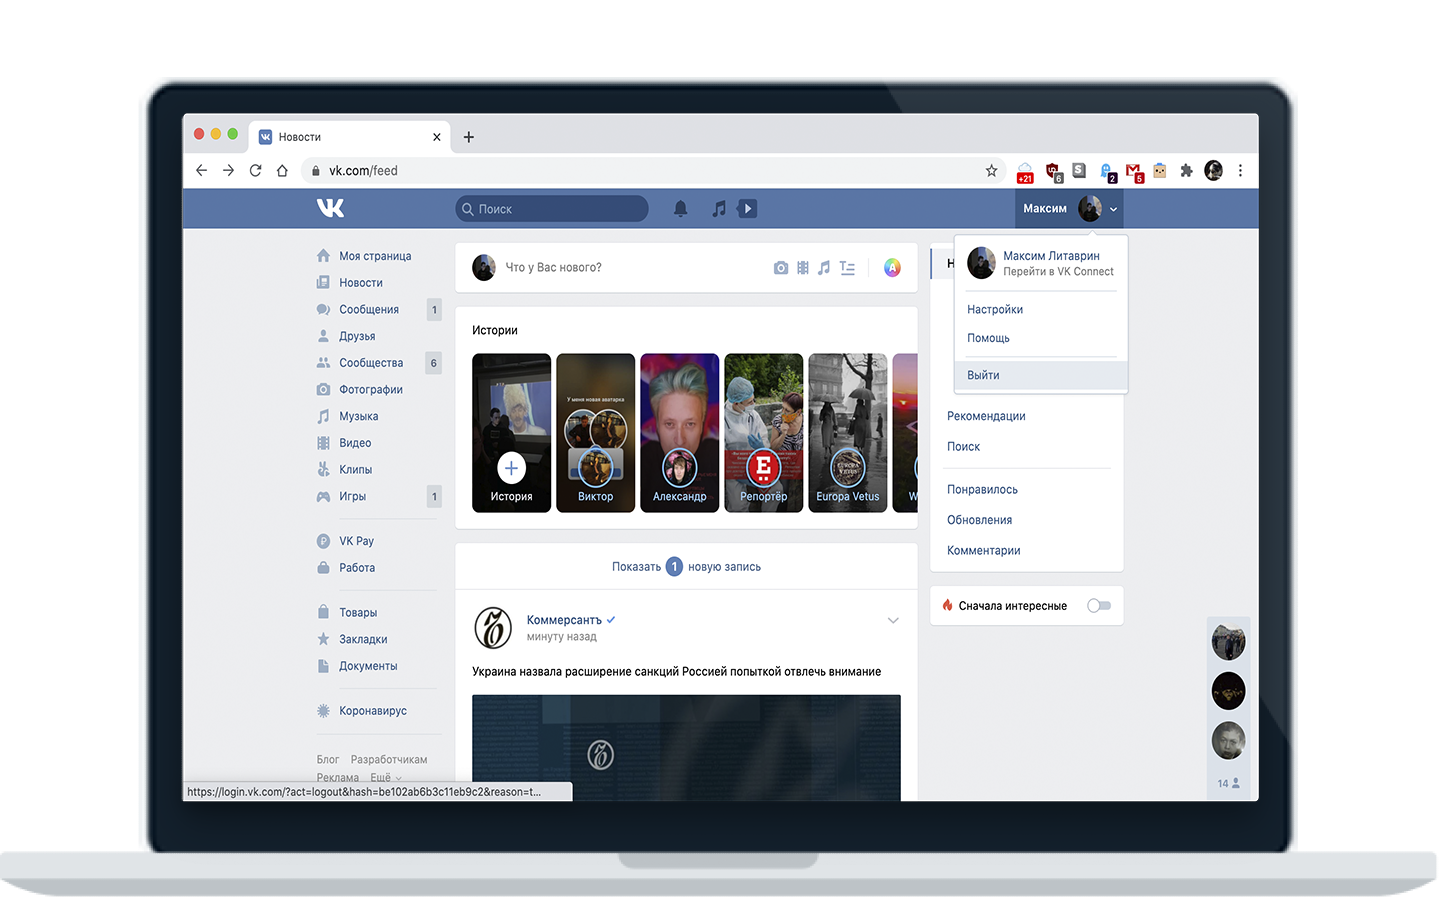 Новости
vk.com/feed
+21
6
S
2
5
VK
Поиск
Максим
Моя страница
Новости
Сообщения 1
Друзья
Сообщества 6
Фотографии
Музыка
Видео
Клипы
Игры 1
VK Pay
Работа
Товары
Закладки
Документы
Коронавирус
Блог Разработчикам
Реклама Ещё
https://login.vk.com/?act=logout&hash=be102ab6b3c11eb9c2&reason=t...
Что у Вас нового?
A
Истории
У меня новая аватарка
Ё
EUROPA
VETUS
История
Виктор
Александр
Репортёр
Europa Vetus
W
Показать 1 новую запись
Коммерсантъ
минуту назад
Украина назвала расширение санкций Россией попыткой отвлечь внимание
Н
Максим Литаврин
Перейти в VK Connect
Настройки
Помощь
Выйти
Рекомендации
Поиск
Понравилось
Обновления
Комментарии
Сначала интересные
14